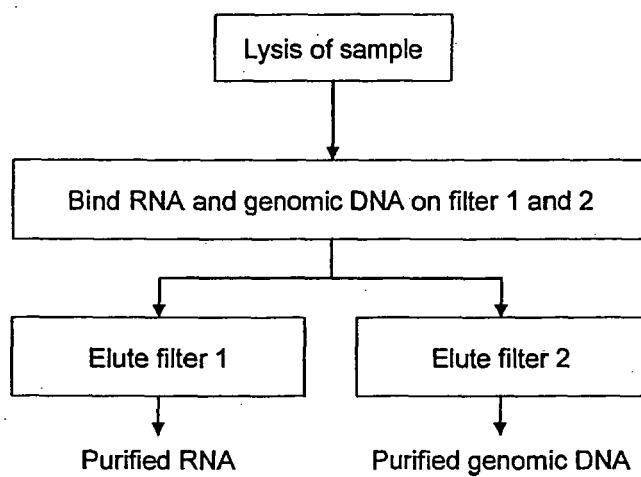 Lysis of sample
Bind RNA and genomic DNA on filter 1 and 2
Elute filter 1
Elute filter 2
Purified RNA
Purified genomic DNA